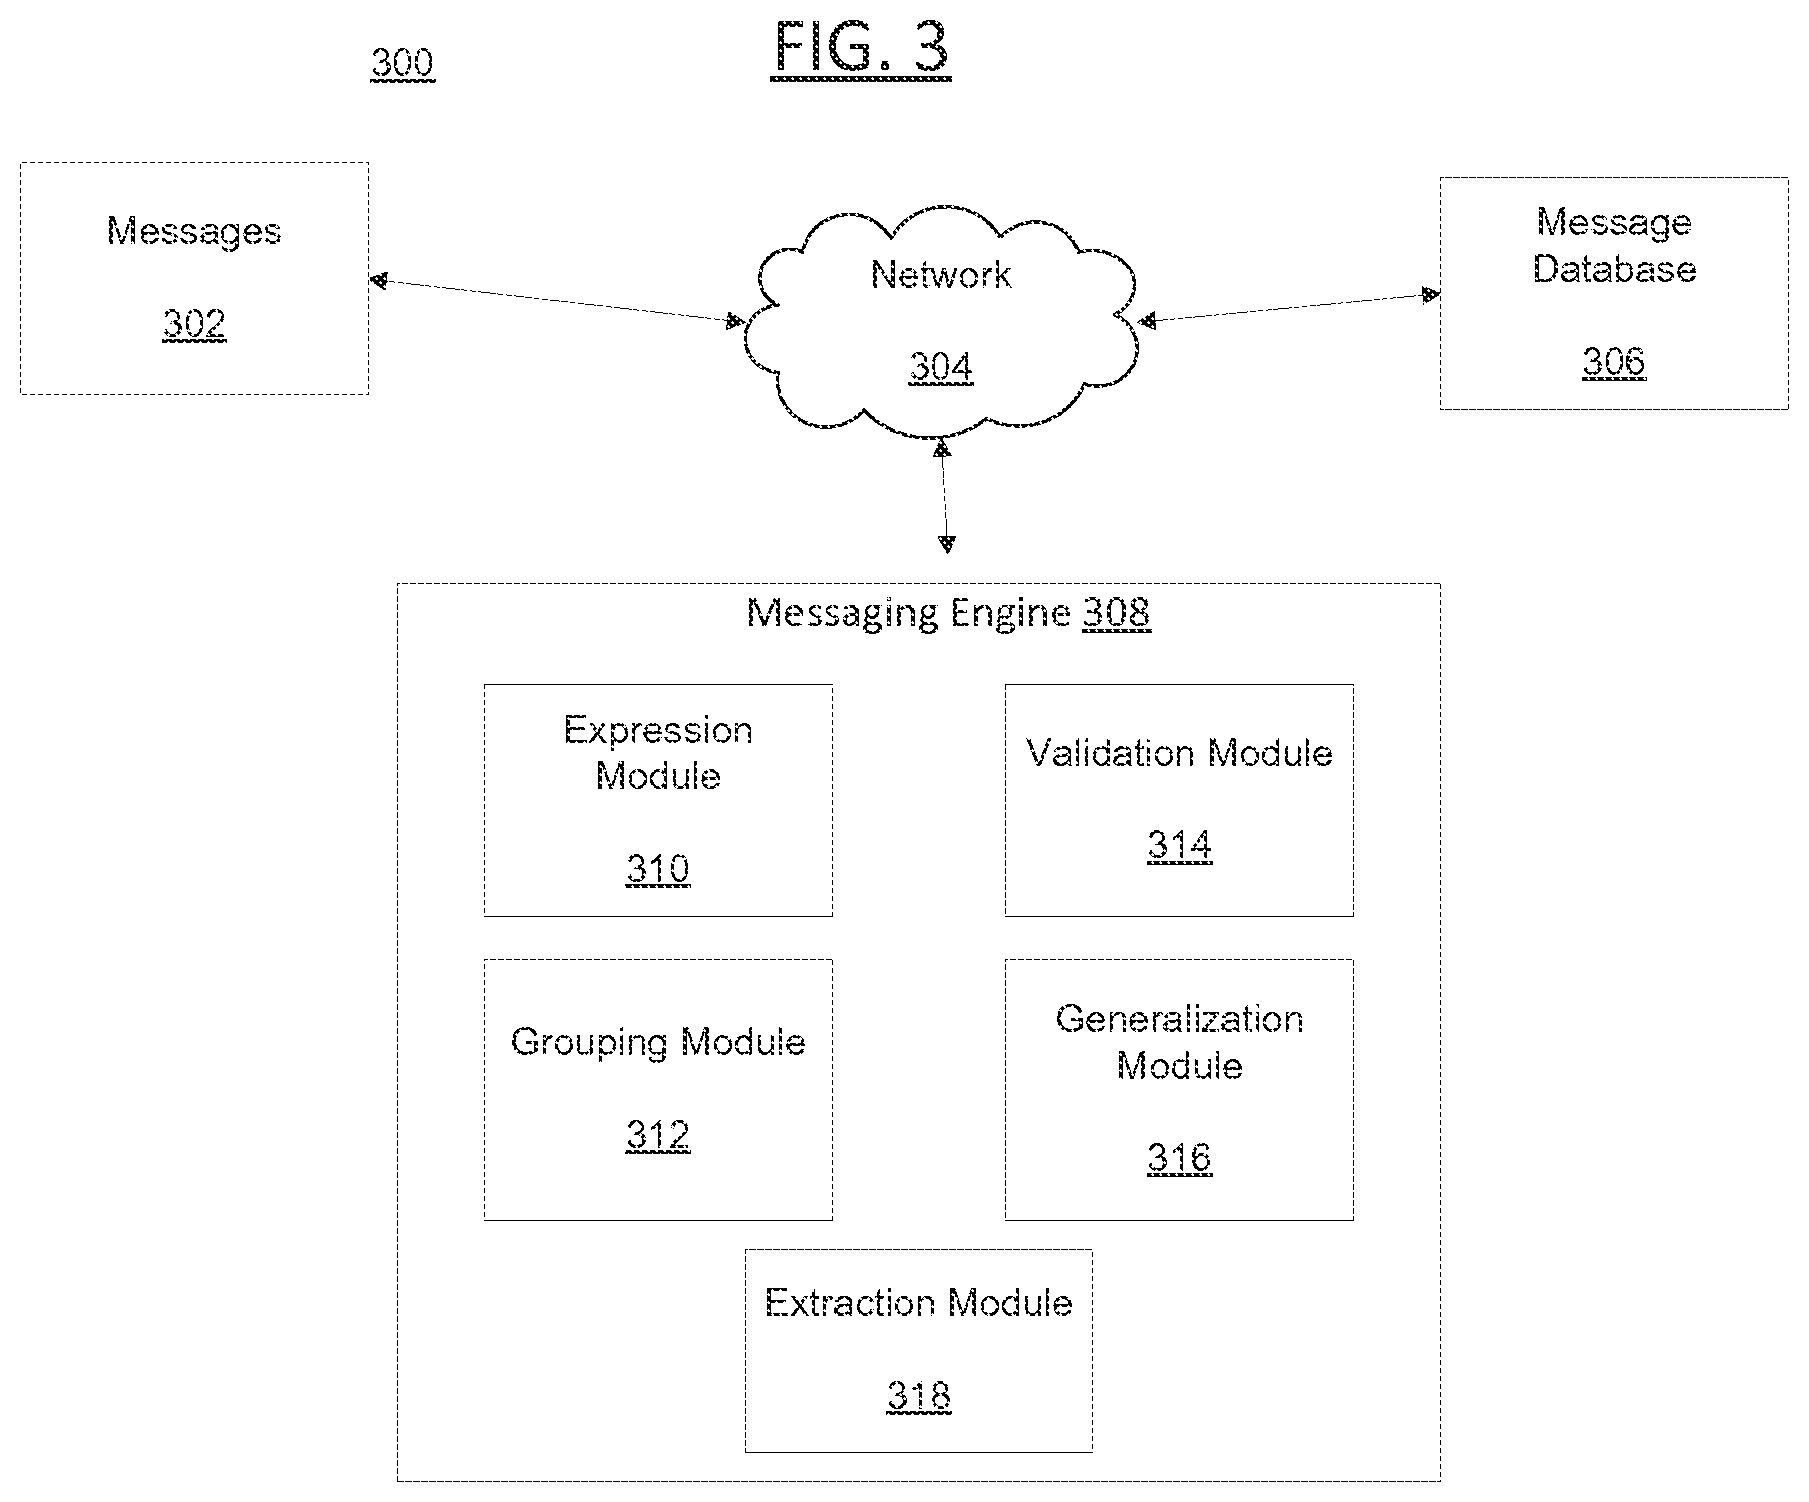 FIG. 3
300
Messages
302
Network
304
Message
Database
306
Messaging Engine 308
Expression
Module
310
Validation Module
314
Grouping Module
312
Generalization
Module
316
Extraction Module
318